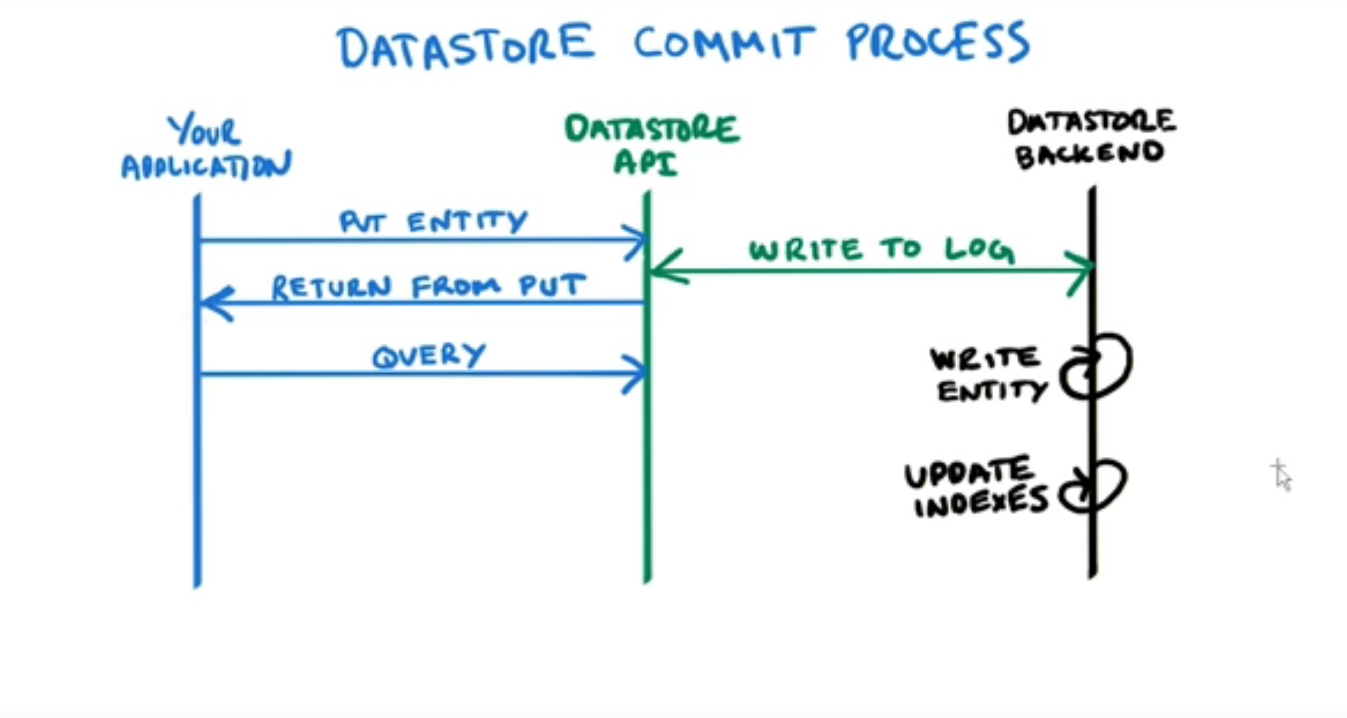 DATASTORE COMMIT PROCESS
YOUR
APPLICATION
DATASTORE
API
DATASTORE
BACKEND
PUT ENTITY
WRITE TO LOG
RETURN FROM PUT
QUERY
WRITE
ENTITY
UPDATE
INDEXES